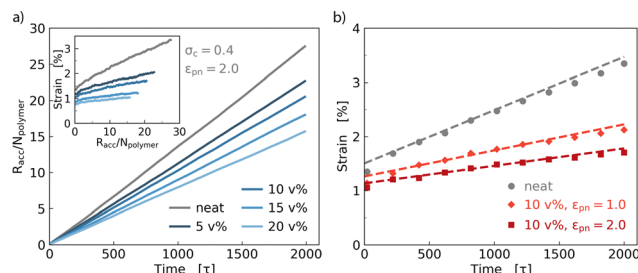 a)
b)
R_acc/N_polymer
30
25
20
15
10
5
0
Strain [%]
3
2
1
0
0 10 20 30
R_acc/N_polymer
σ_c = 0.4
ε_pn = 2.0
neat
5 v%
10 v%
15 v%
20 v%
0 500 1000 1500 2000
Time [τ]
Strain [%]
4
3
2
1
0
neat
10 v%, ε_pn = 1.0
10 v%, ε_pn = 2.0
0 500 1000 1500 2000
Time [τ]